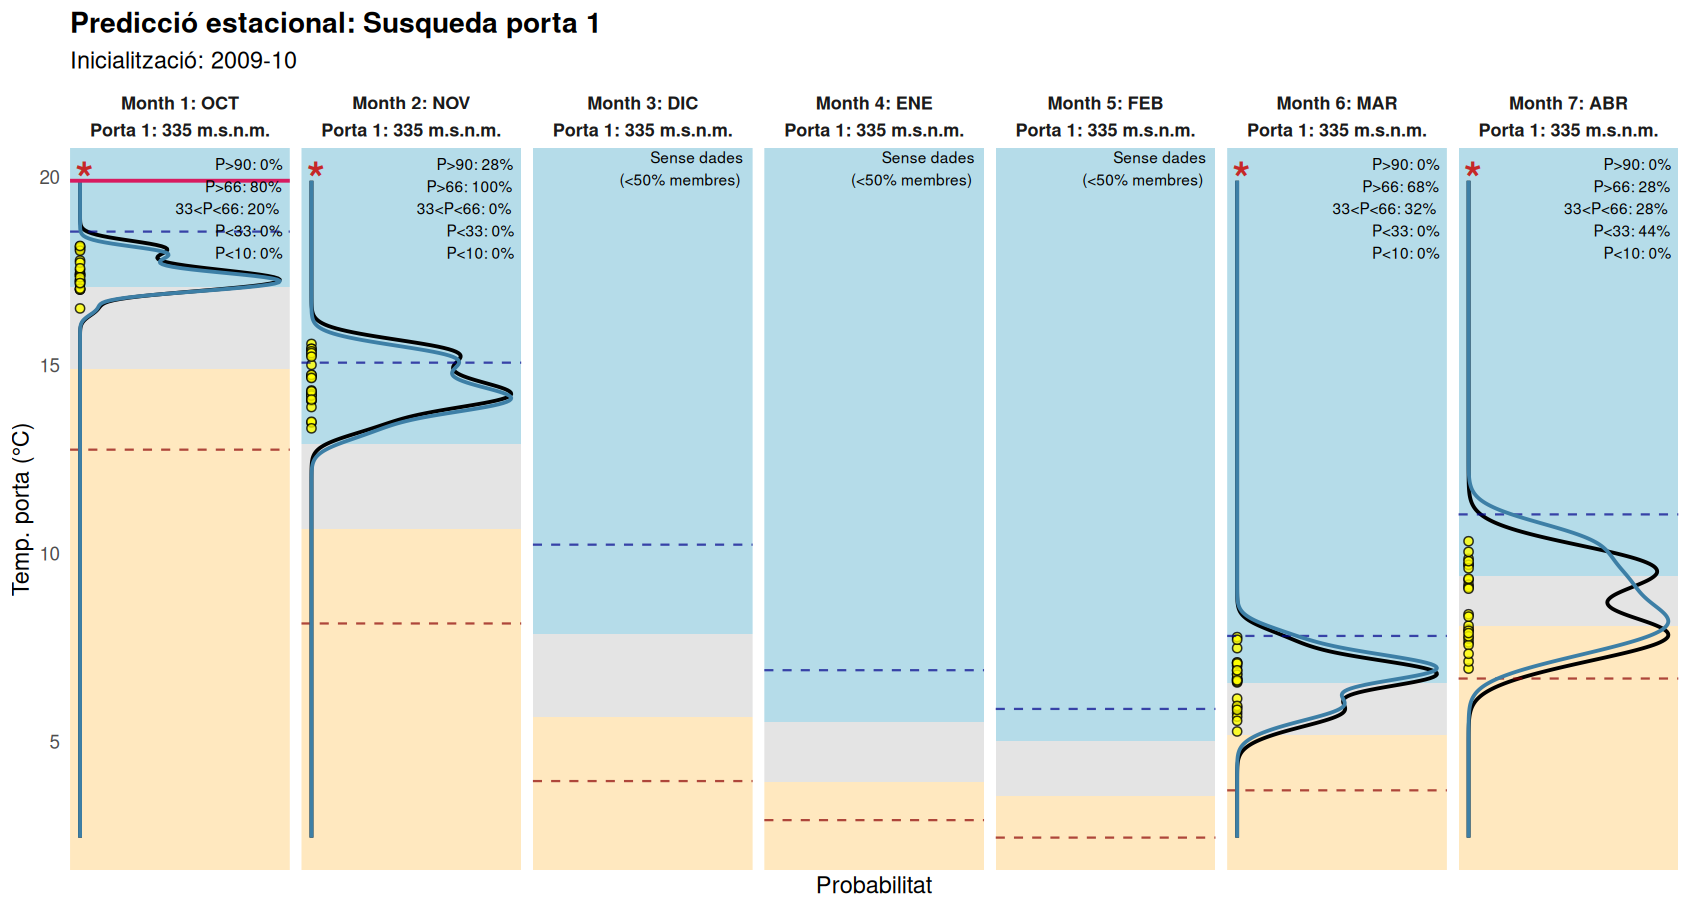 Predicció estacional: Susqueda porta 1
Inicialització: 2009-10
Month 1: OCT
Porta 1: 335 m.s.n.m.
Month 2: NOV
Porta 1: 335 m.s.n.m.
Month 3: DIC
Porta 1: 335 m.s.n.m.
Month 4: ENE
Porta 1: 335 m.s.n.m.
Month 5: FEB
Porta 1: 335 m.s.n.m.
Month 6: MAR
Porta 1: 335 m.s.n.m.
Month 7: ABR
Porta 1: 335 m.s.n.m.
Temp. porta (°C)
20
15
10
5
*
P>90: 0%
P>66: 80%
33<P<66: 20%
P<33: 0%
P<10: 0%
*
P>90: 28%
P>66: 100%
33<P<66: 0%
P<33: 0%
P<10: 0%
Sense dades
(<50% membres)
Sense dades
(<50% membres)
Sense dades
(<50% membres)
*
P>90: 0%
P>66: 68%
33<P<66: 32%
P<33: 0%
P<10: 0%
*
P>90: 0%
P>66: 28%
33<P<66: 28%
P<33: 44%
P<10: 0%
Probabilitat